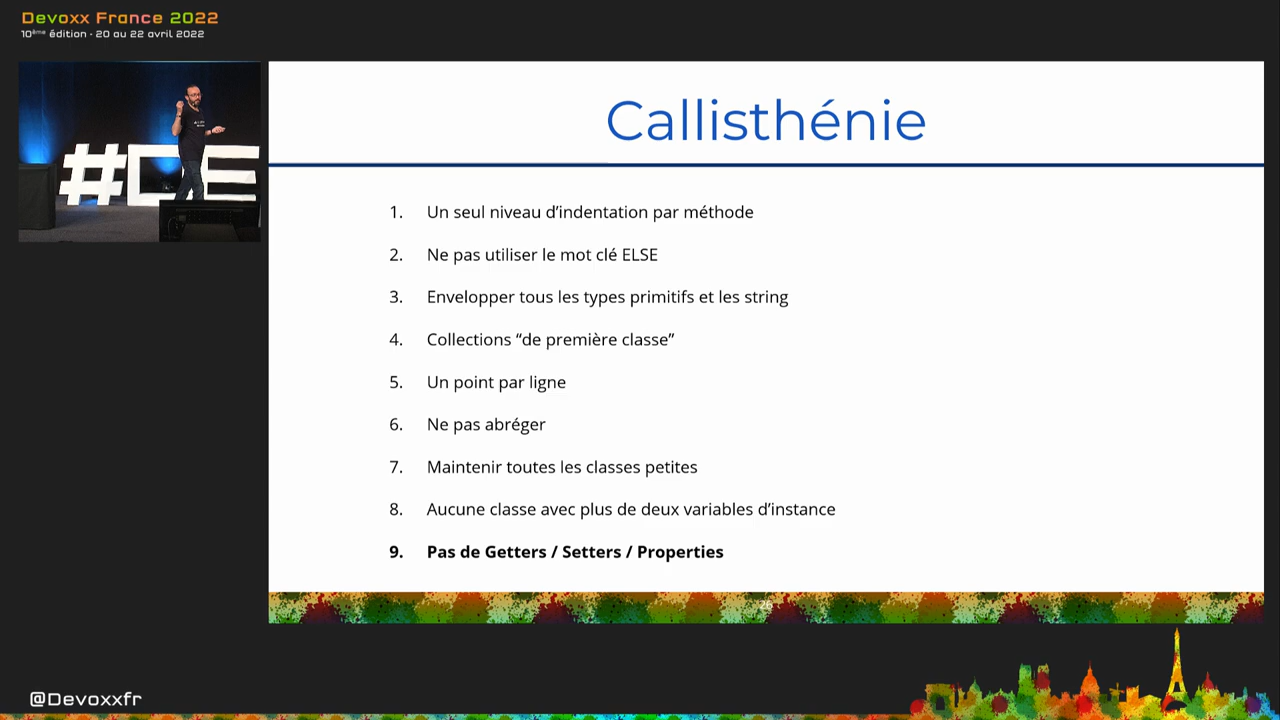 Devoxx France 2022
10ème édition - 20 au 22 avril 2022
#DE
Callisthénie
1. Un seul niveau d’indentation par méthode
2. Ne pas utiliser le mot clé ELSE
3. Envelopper tous les types primitifs et les string
4. Collections “de première classe”
5. Un point par ligne
6. Ne pas abréger
7. Maintenir toutes les classes petites
8. Aucune classe avec plus de deux variables d’instance
9. Pas de Getters / Setters / Properties
26
@Devoxxfr